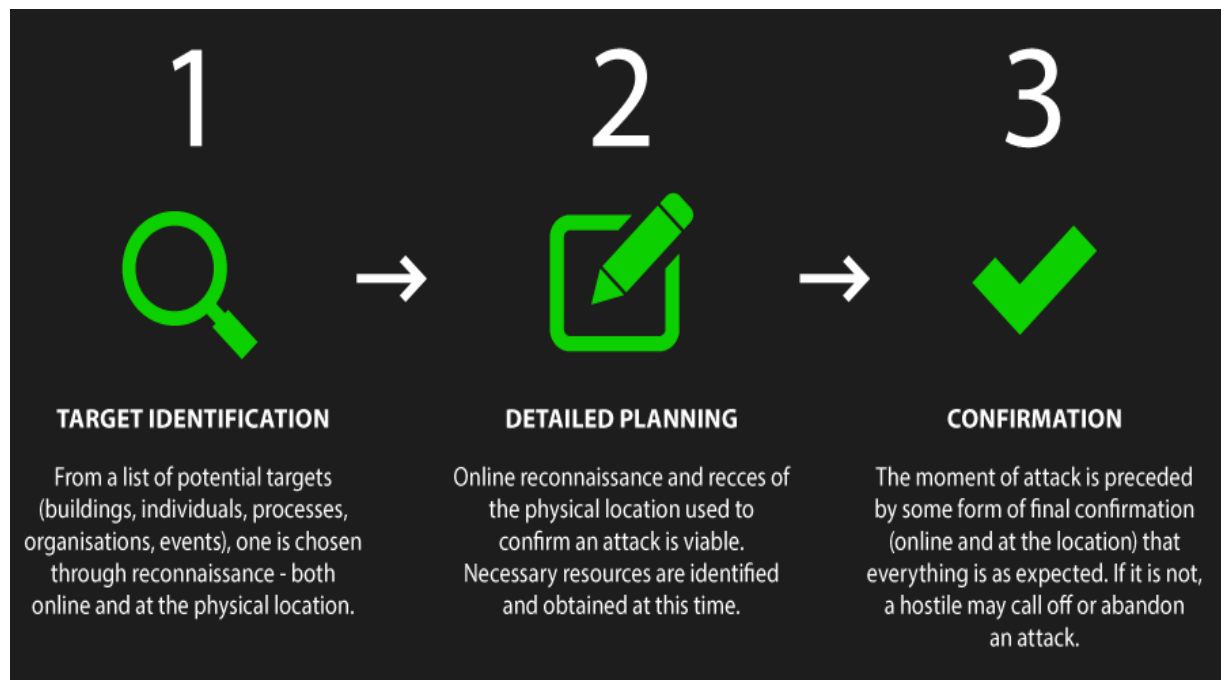 1
2
3
TARGET IDENTIFICATION
From a list of potential targets
(buildings, individuals, processes,
organisations, events), one is chosen
through reconnaissance - both
online and at the physical location.
DETAILED PLANNING
Online reconnaissance and recces of
the physical location used to
confirm an attack is viable.
Necessary resources are identified
and obtained at this time.
CONFIRMATION
The moment of attack is preceded
by some form of final confirmation
(online and at the location) that
everything is as expected. If it is not,
a hostile may call off or abandon
an attack.